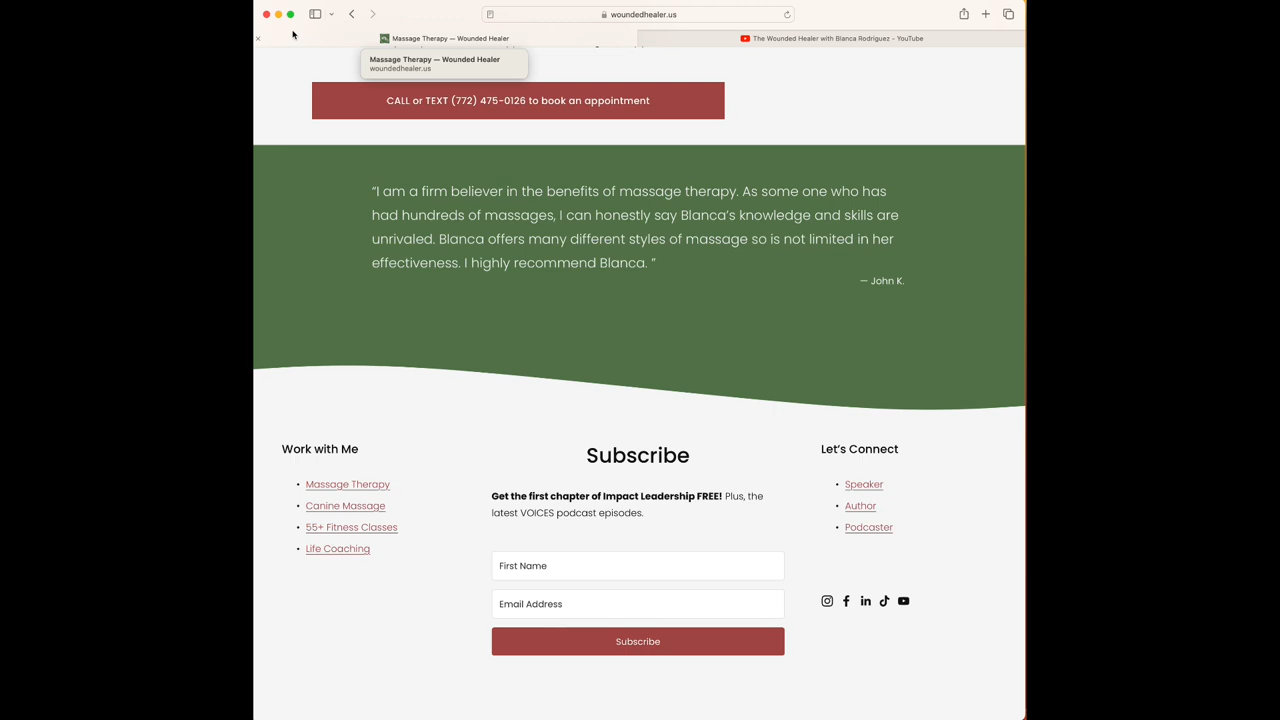 woundedhealer.us
Massage Therapy — Wounded Healer
The Wounded Healer with Blanca Rodriguez - YouTube
Massage Therapy — Wounded Healer
woundedhealer.us
CALL or TEXT (772) 475-0126 to book an appointment
“I am a firm believer in the benefits of massage therapy. As some one who has
had hundreds of massages, I can honestly say Blanca’s knowledge and skills are
unrivaled. Blanca offers many different styles of massage so is not limited in her
effectiveness. I highly recommend Blanca. ”
— John K.
Work with Me
• Massage Therapy
• Canine Massage
• 55+ Fitness Classes
• Life Coaching
Subscribe
Get the first chapter of Impact Leadership FREE! Plus, the
latest VOICES podcast episodes.
First Name
Email Address
Subscribe
Let’s Connect
• Speaker
• Author
• Podcaster